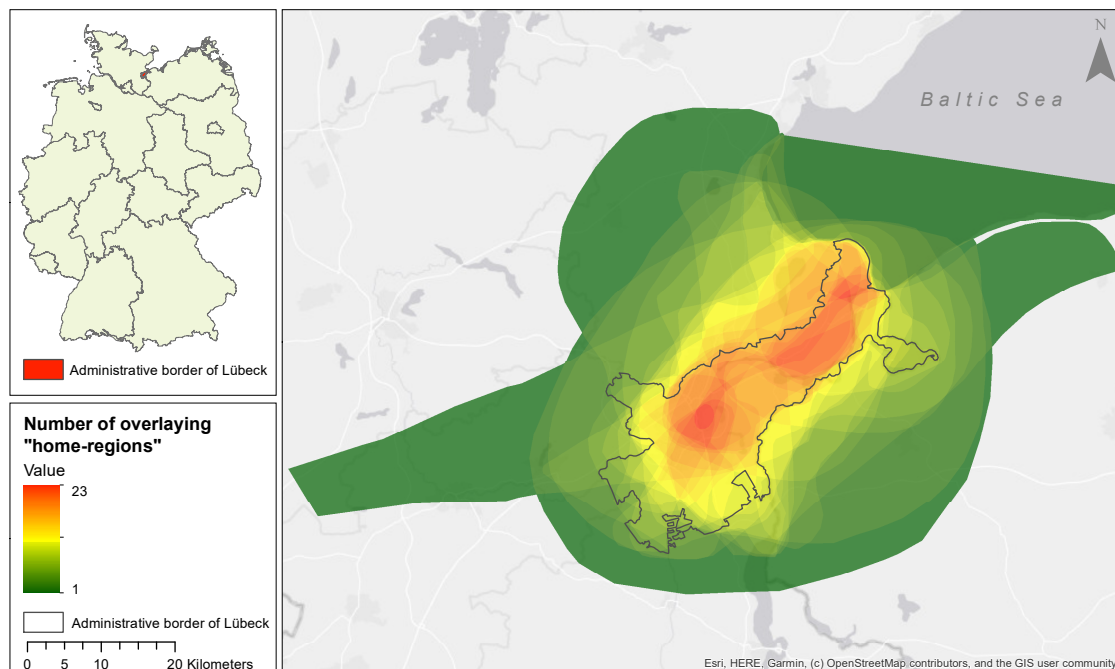 Administrative border of Lübeck
Number of overlaying
"home-regions"
Value
23
1
Administrative border of Lübeck
0 5 10 20 Kilometers
N
Baltic Sea
Esri, HERE, Garmin, (c) OpenStreetMap contributors, and the GIS user community